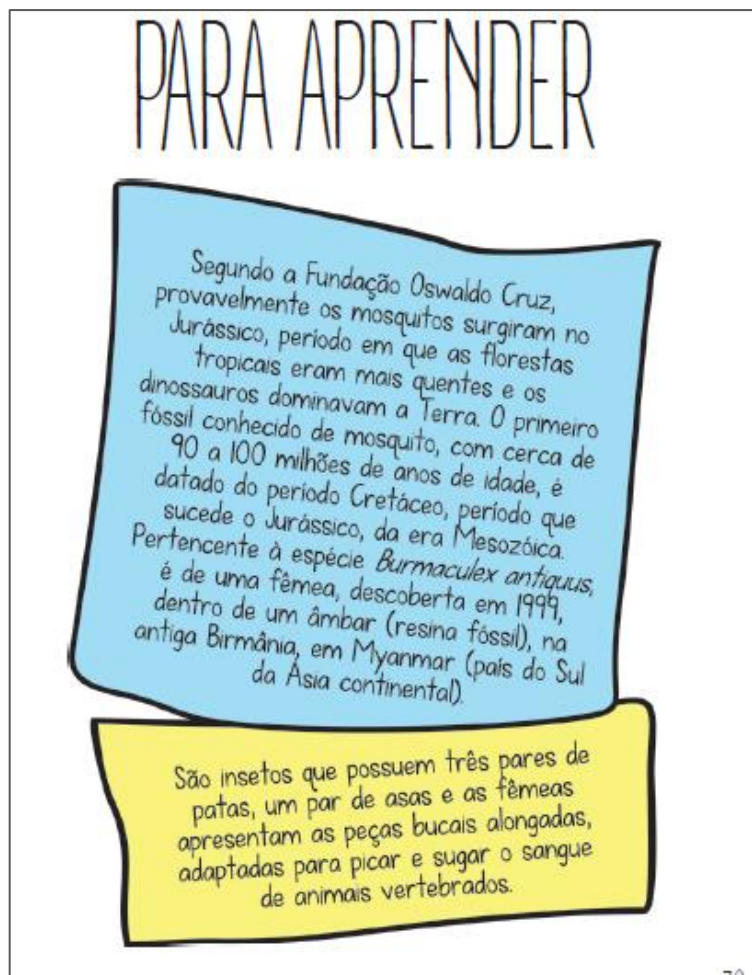 PARA APRENDER
Segundo a Fundação Oswaldo Cruz,
provavelmente os mosquitos surgiram no
Jurássico, período em que as florestas
tropicais eram mais quentes e os
dinossauros dominavam a Terra. O primeiro
fóssil conhecido de mosquito, com cerca de
90 a 100 milhões de anos de idade, é
datado do período Cretáceo, período que
sucede o Jurássico, da era Mesozóica.
Pertencente à espécie Burmaculex antiquus,
é de uma fêmea, descoberta em 1999,
dentro de um âmbar (resina fóssil), na
antiga Birmânia, em Myanmar (país do Sul
da Ásia continental).
São insetos que possuem três pares de
patas, um par de asas e as fêmeas
apresentam as peças bucais alongadas,
adaptadas para picar e sugar o sangue
de animais vertebrados.